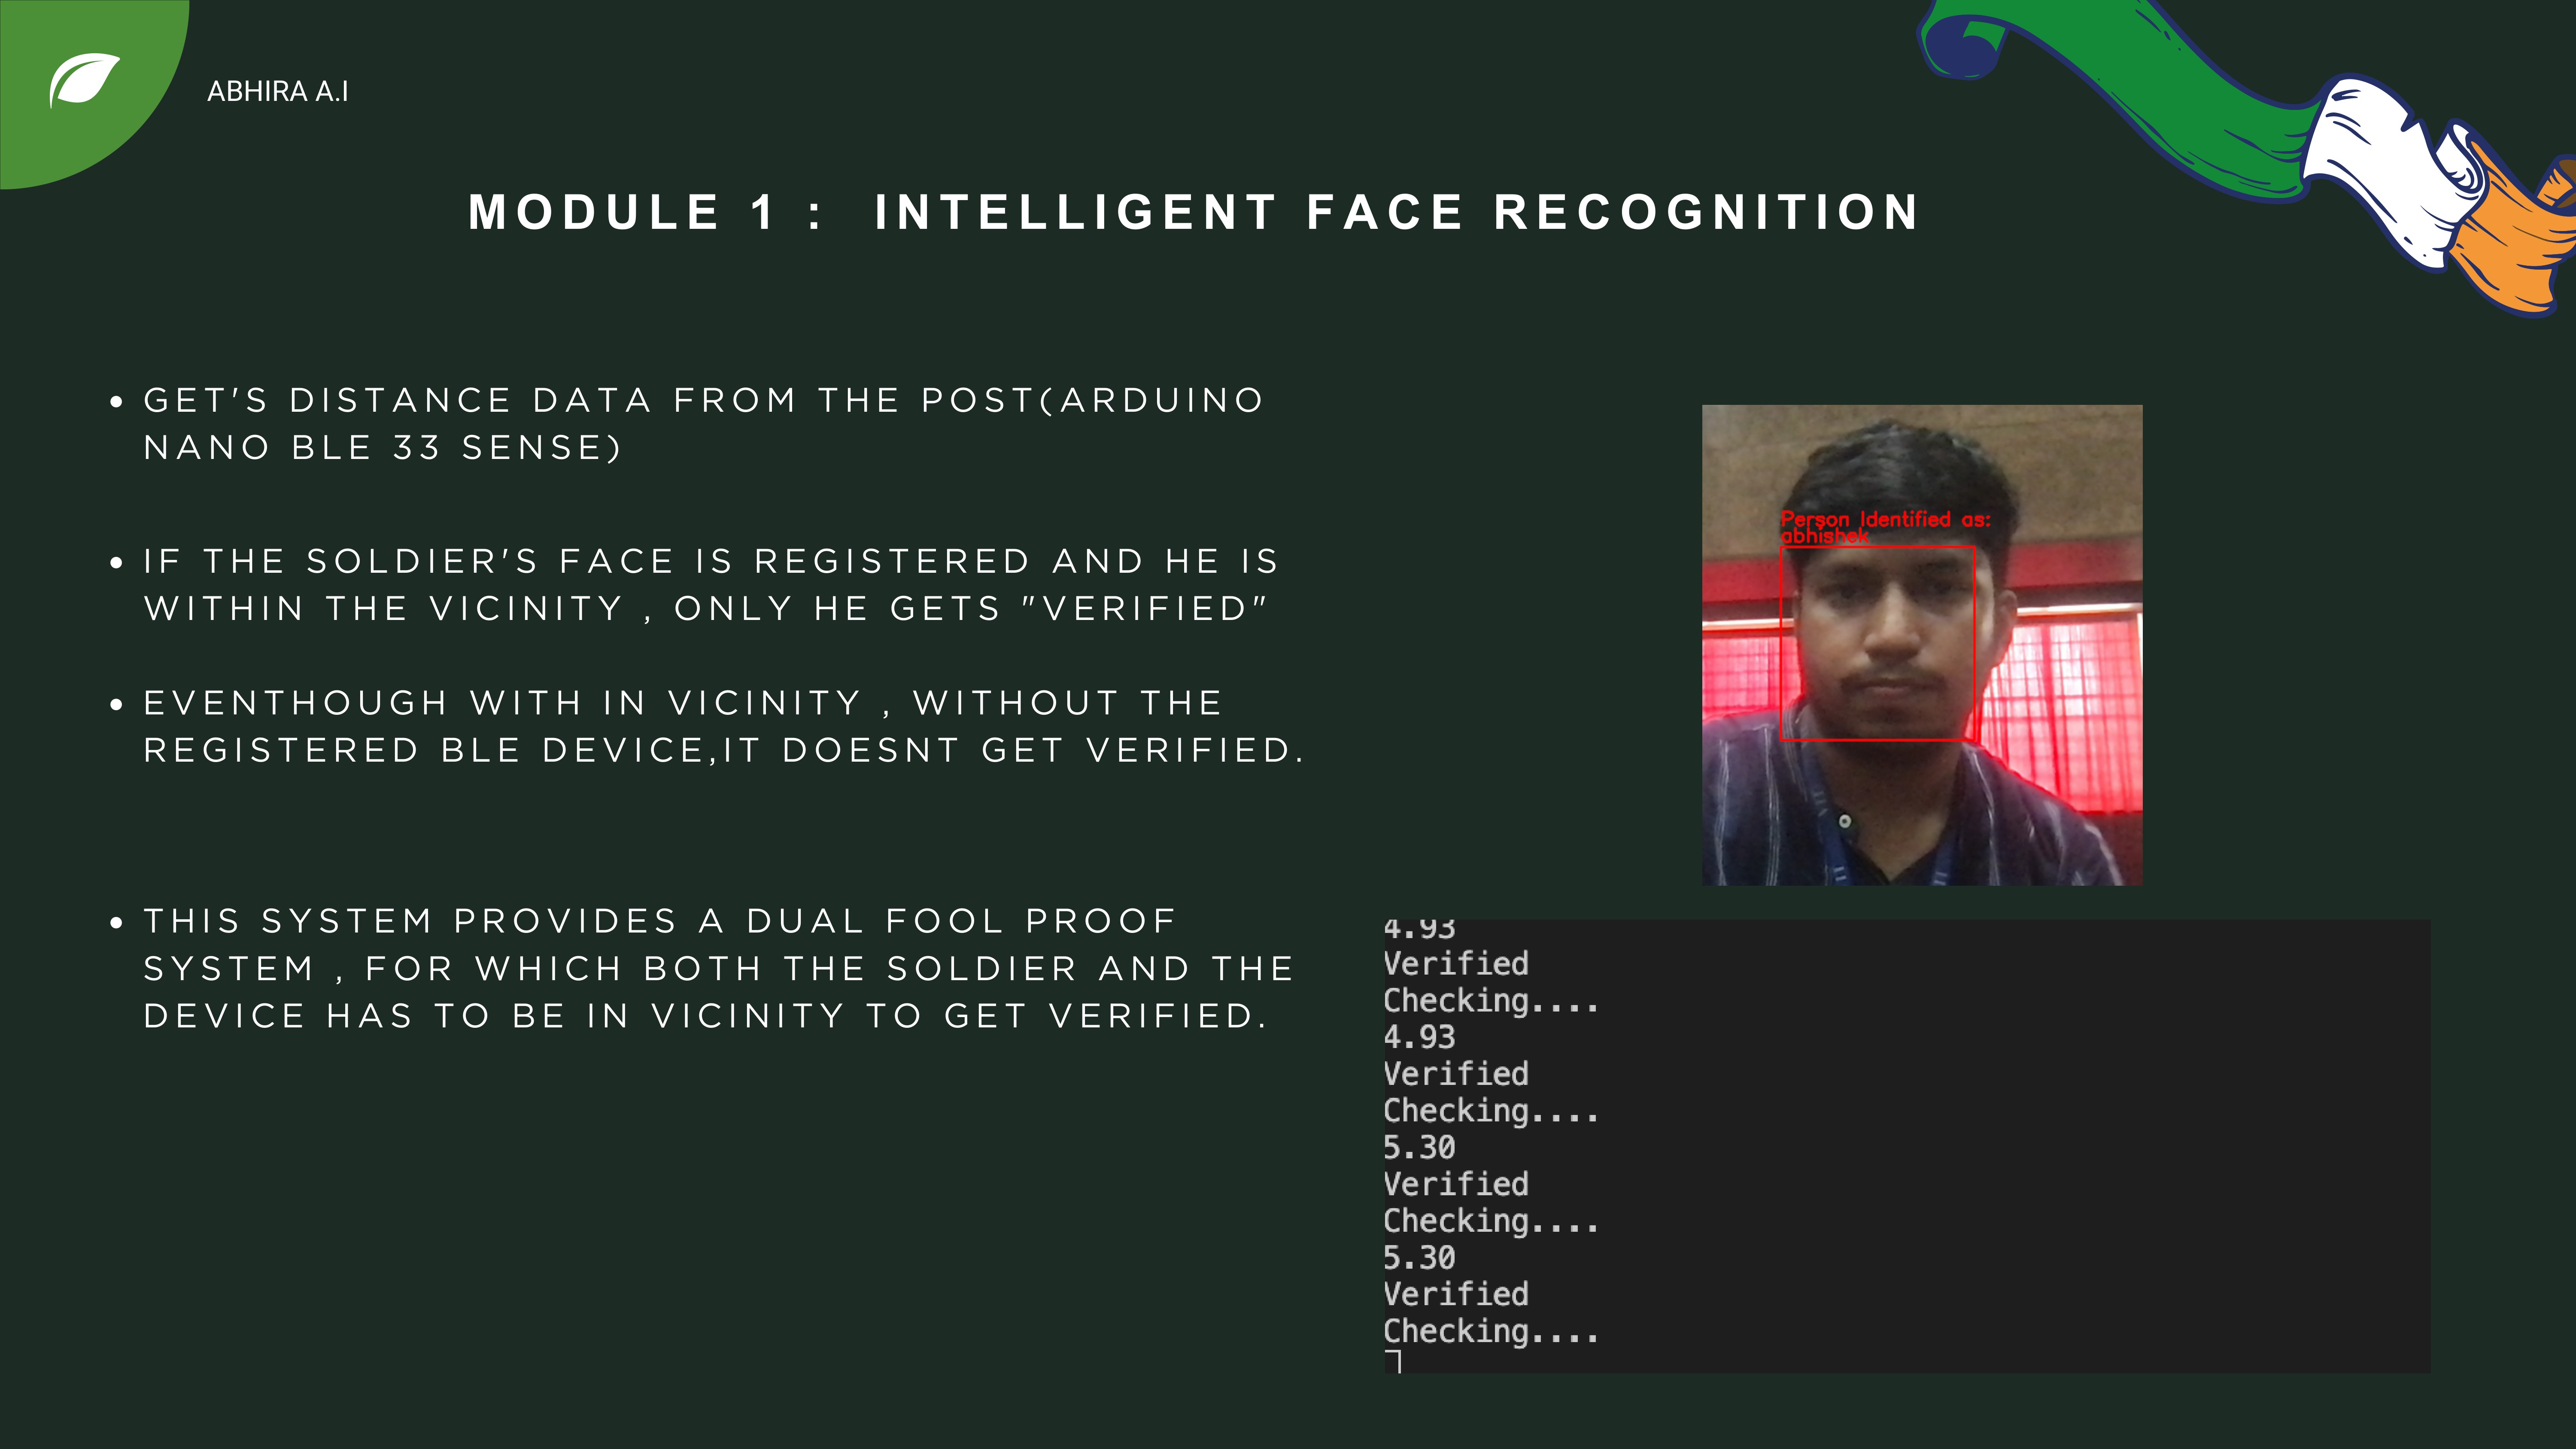 ABHIRA A.I
MODULE 1 : INTELLIGENT FACE RECOGNITION
• GET'S DISTANCE DATA FROM THE POST(ARDUINO
NANO BLE 33 SENSE)
• IF THE SOLDIER'S FACE IS REGISTERED AND HE IS
WITHIN THE VICINITY , ONLY HE GETS "VERIFIED"
• EVENTHOUGH WITH IN VICINITY , WITHOUT THE
REGISTERED BLE DEVICE,IT DOESNT GET VERIFIED.
• THIS SYSTEM PROVIDES A DUAL FOOL PROOF
SYSTEM , FOR WHICH BOTH THE SOLDIER AND THE
DEVICE HAS TO BE IN VICINITY TO GET VERIFIED.
Person Identified as:
abhishek
4.93
Verified
Checking....
4.93
Verified
Checking....
5.30
Verified
Checking....
5.30
Verified
Checking....